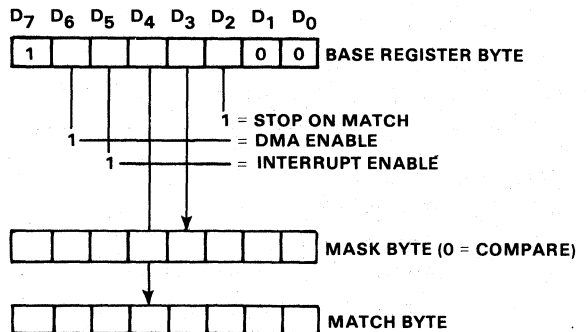 D7 D6 D5 D4 D3 D2 D1 D0
1 0 0 BASE REGISTER BYTE
1 = STOP ON MATCH
1 = DMA ENABLE
1 = INTERRUPT ENABLE
MASK BYTE (0 = COMPARE)
MATCH BYTE